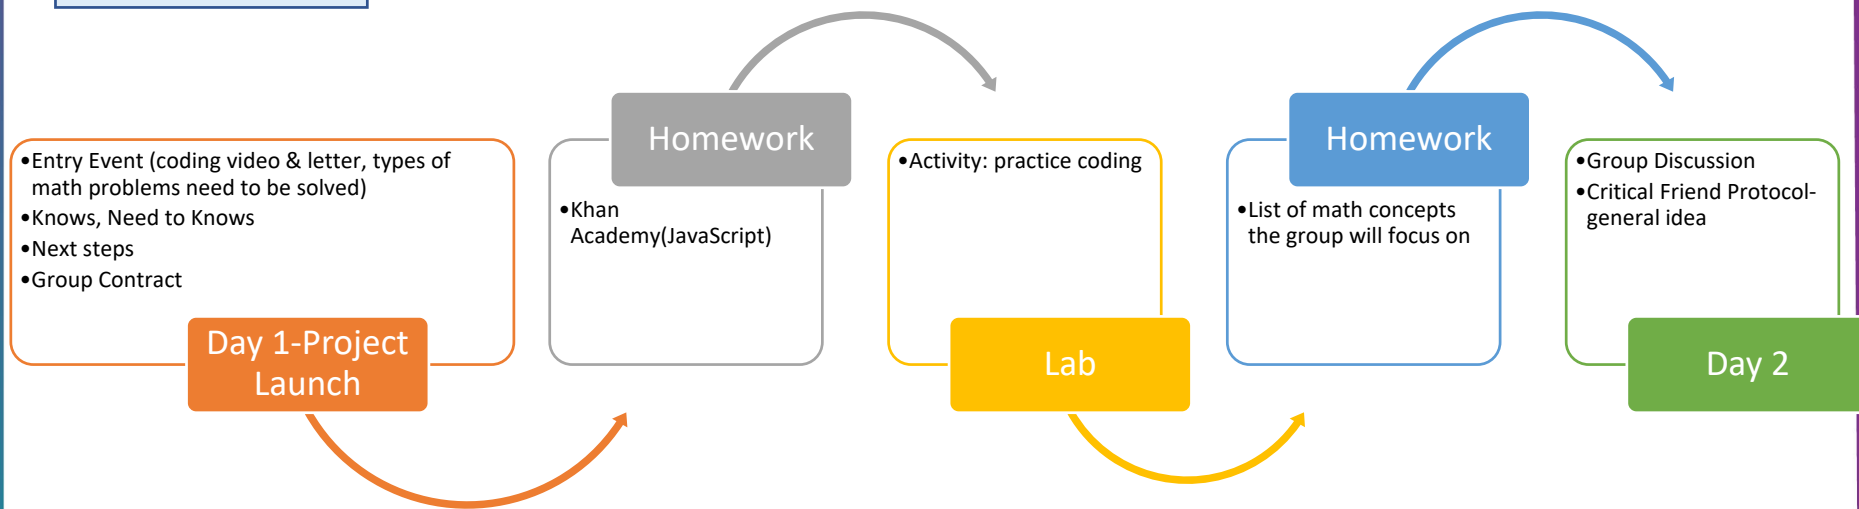 •Entry Event (coding video & letter, types of
math problems need to be solved)
•Knows, Need to Knows
•Next steps
•Group Contract
Day 1-Project
Launch
Homework
•Khan
Academy(JavaScript)
•Activity: practice coding
Lab
Homework
•List of math concepts
the group will focus on
•Group Discussion
•Critical Friend Protocol-
general idea
Day 2